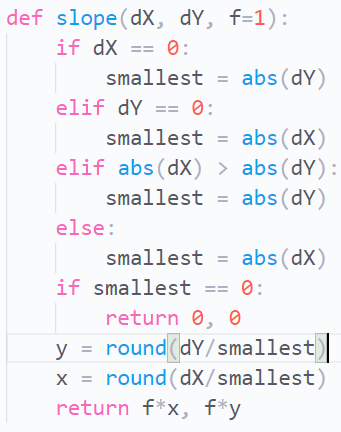 def slope(dX, dY, f=1):
    if dX == 0:
        smallest = abs(dY)
    elif dY == 0:
        smallest = abs(dX)
    elif abs(dX) > abs(dY):
        smallest = abs(dY)
    else:
        smallest = abs(dX)
    if smallest == 0:
        return 0, 0
    y = round(dY/smallest)
    x = round(dX/smallest)
    return f*x, f*y